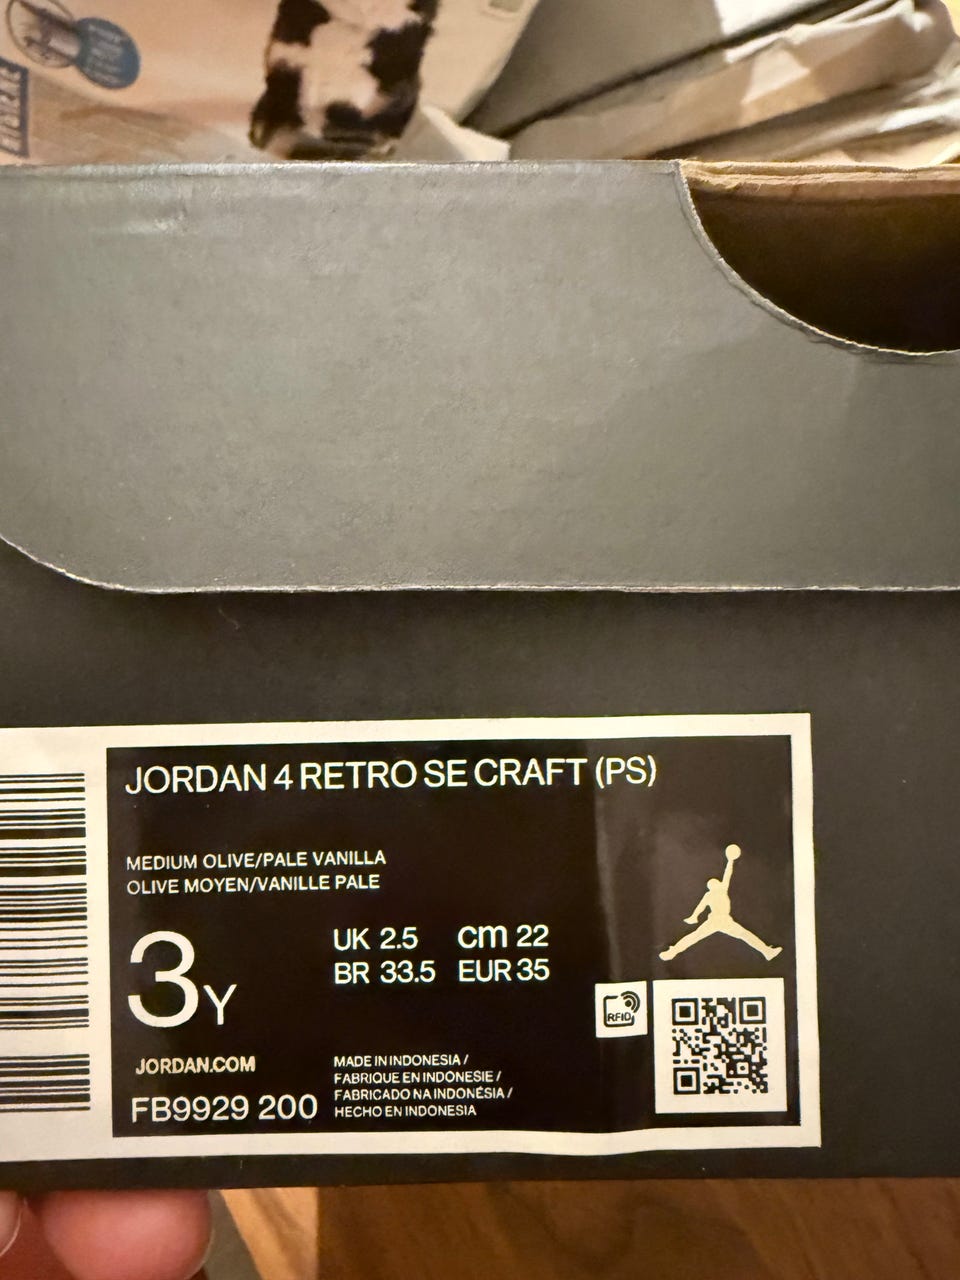 JORDAN 4 RETRO SE CRAFT (PS)
MEDIUM OLIVE/PALE VANILLA
OLIVE MOYEN/VANILLE PALE
3Y
UK 2.5 cm 22
BR 33.5 EUR 35
RFID
JORDAN.COM
FB9929 200
MADE IN INDONESIA /
FABRIQUE EN INDONESIE /
FABRICADO NA INDONÉSIA /
HECHO EN INDONESIA